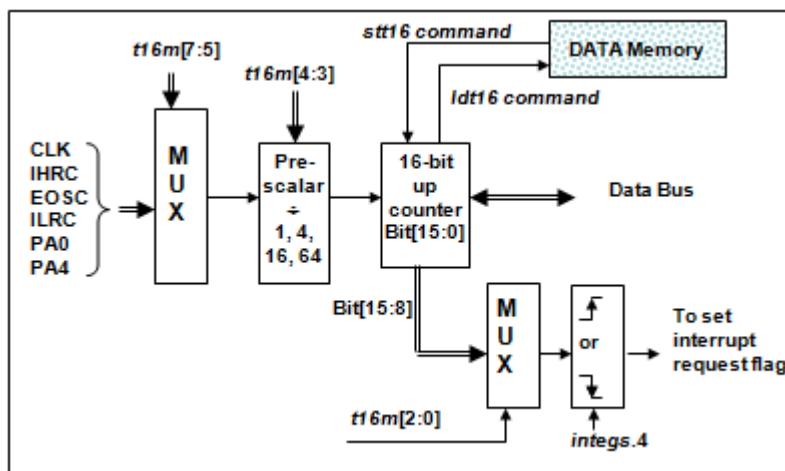 stt16 command
DATA Memory
t16m[7:5]
t16m[4:3]
ldt16 command
CLK
IHRC
EOSC
ILRC
PA0
PA4
M
U
X
Pre-
scalar
÷
1, 4,
16, 64
16-bit
up
counter
Bit[15:0]
Data Bus
Bit[15:8]
M
U
X
or
To set
interrupt
request flag
t16m[2:0]
integs.4